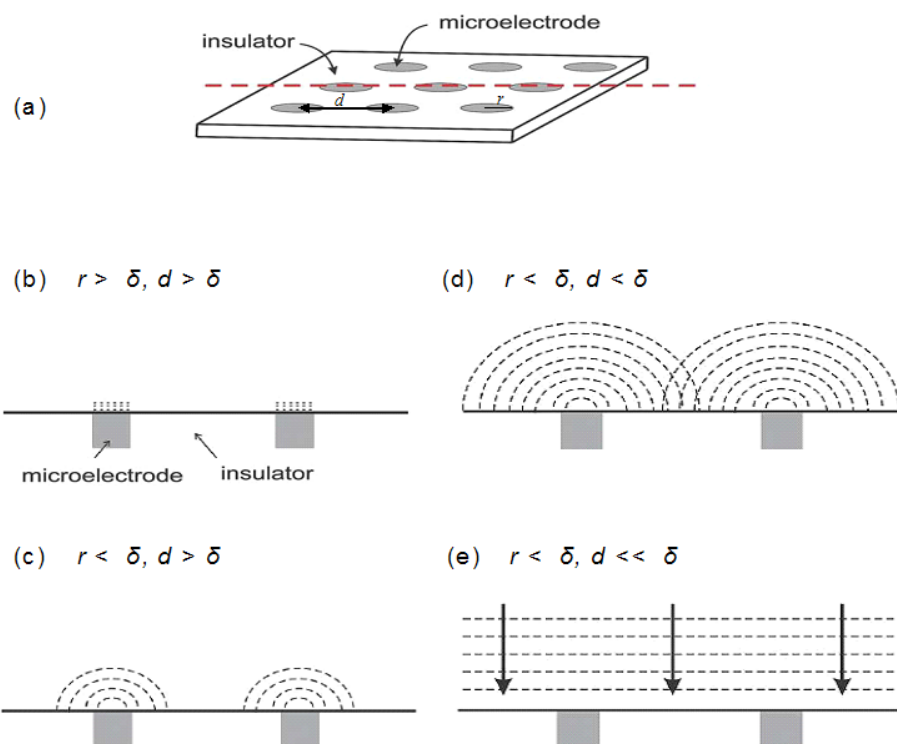 microelectrode
insulator
(a)
d
r
(b) r > δ, d > δ
(d) r < δ, d < δ
microelectrode
insulator
(c) r < δ, d > δ
(e) r < δ, d << δ